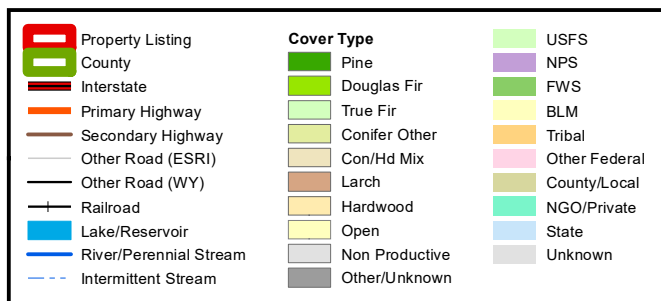 Property Listing
County
Interstate
Primary Highway
Secondary Highway
Other Road (ESRI)
Other Road (WY)
Railroad
Lake/Reservoir
River/Perennial Stream
Intermittent Stream
Cover Type
Pine
Douglas Fir
True Fir
Conifer Other
Con/Hd Mix
Larch
Hardwood
Open
Non Productive
Other/Unknown
USFS
NPS
FWS
BLM
Tribal
Other Federal
County/Local
NGO/Private
State
Unknown